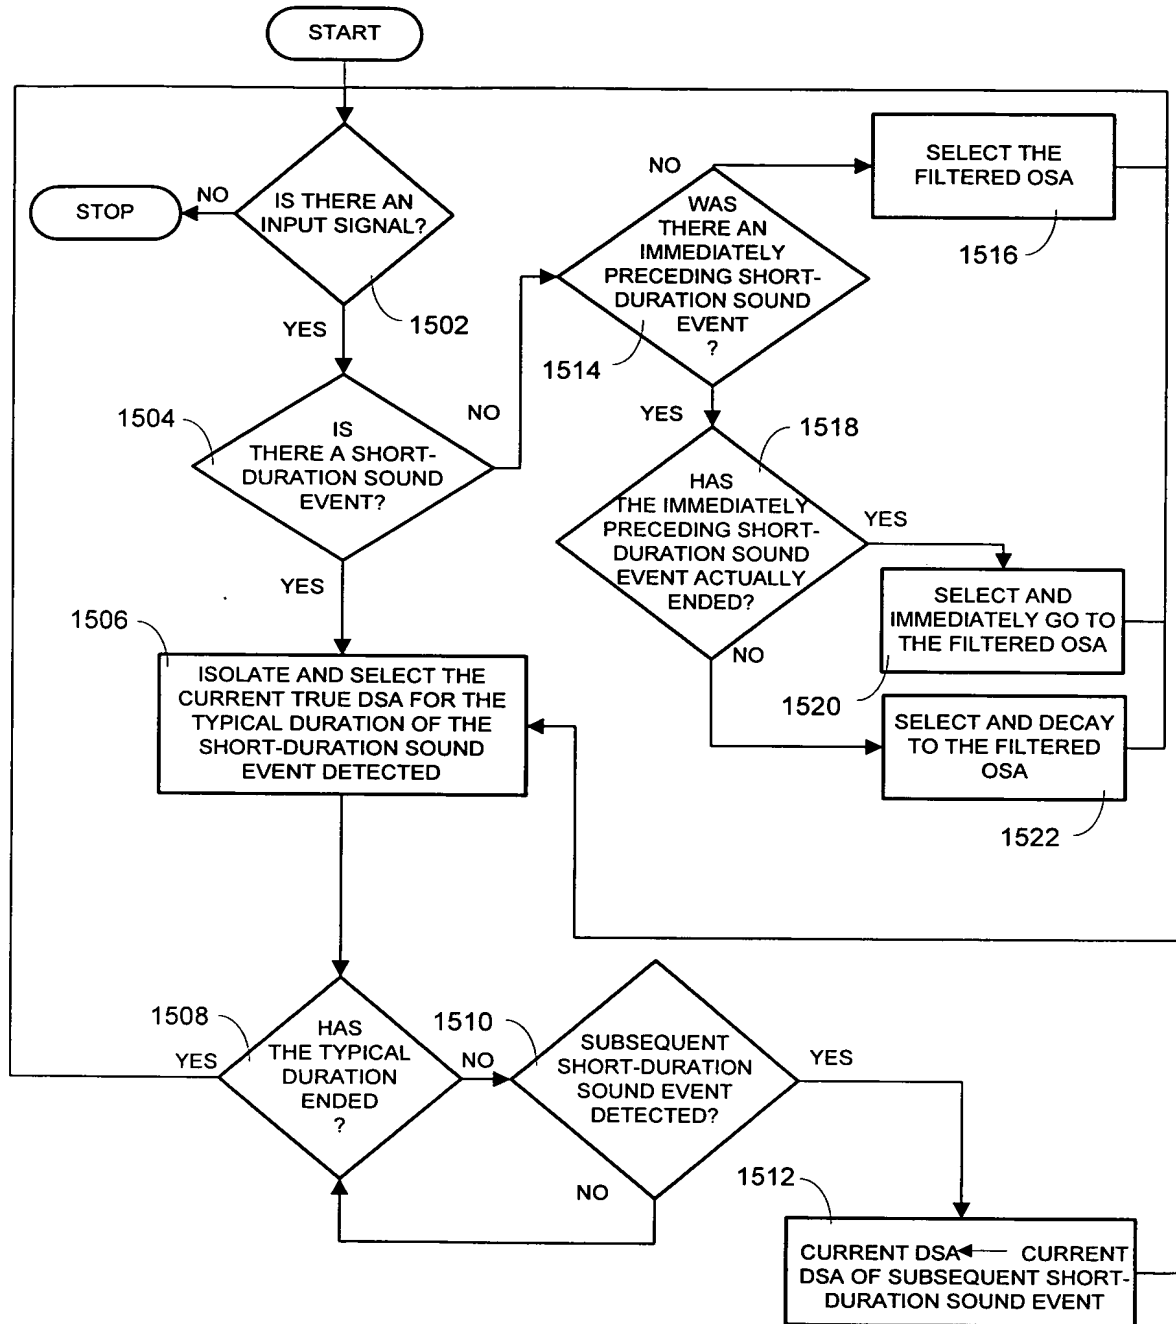 START
IS THERE AN
INPUT SIGNAL?
NO
STOP
1502
YES
1504
IS
THERE A SHORT-
DURATION SOUND
EVENT?
NO
YES
1506
ISOLATE AND SELECT THE
CURRENT TRUE DSA FOR THE
TYPICAL DURATION OF THE
SHORT-DURATION SOUND
EVENT DETECTED
1508
HAS
THE TYPICAL
DURATION
ENDED
?
YES
NO
1510
SUBSEQUENT
SHORT-DURATION
SOUND EVENT
DETECTED?
YES
NO
1512
CURRENT DSA CURRENT
DSA OF SUBSEQUENT SHORT-
DURATION SOUND EVENT
WAS
THERE AN
IMMEDIATELY
PRECEDING SHORT-
DURATION SOUND
EVENT
?
1514
NO
SELECT THE
FILTERED OSA
1516
YES
1518
HAS
THE IMMEDIATELY
PRECEDING SHORT-
DURATION SOUND
EVENT ACTUALLY
ENDED?
YES
SELECT AND
IMMEDIATELY GO TO
THE FILTERED OSA
1520
NO
SELECT AND DECAY
TO THE FILTERED
OSA
1522